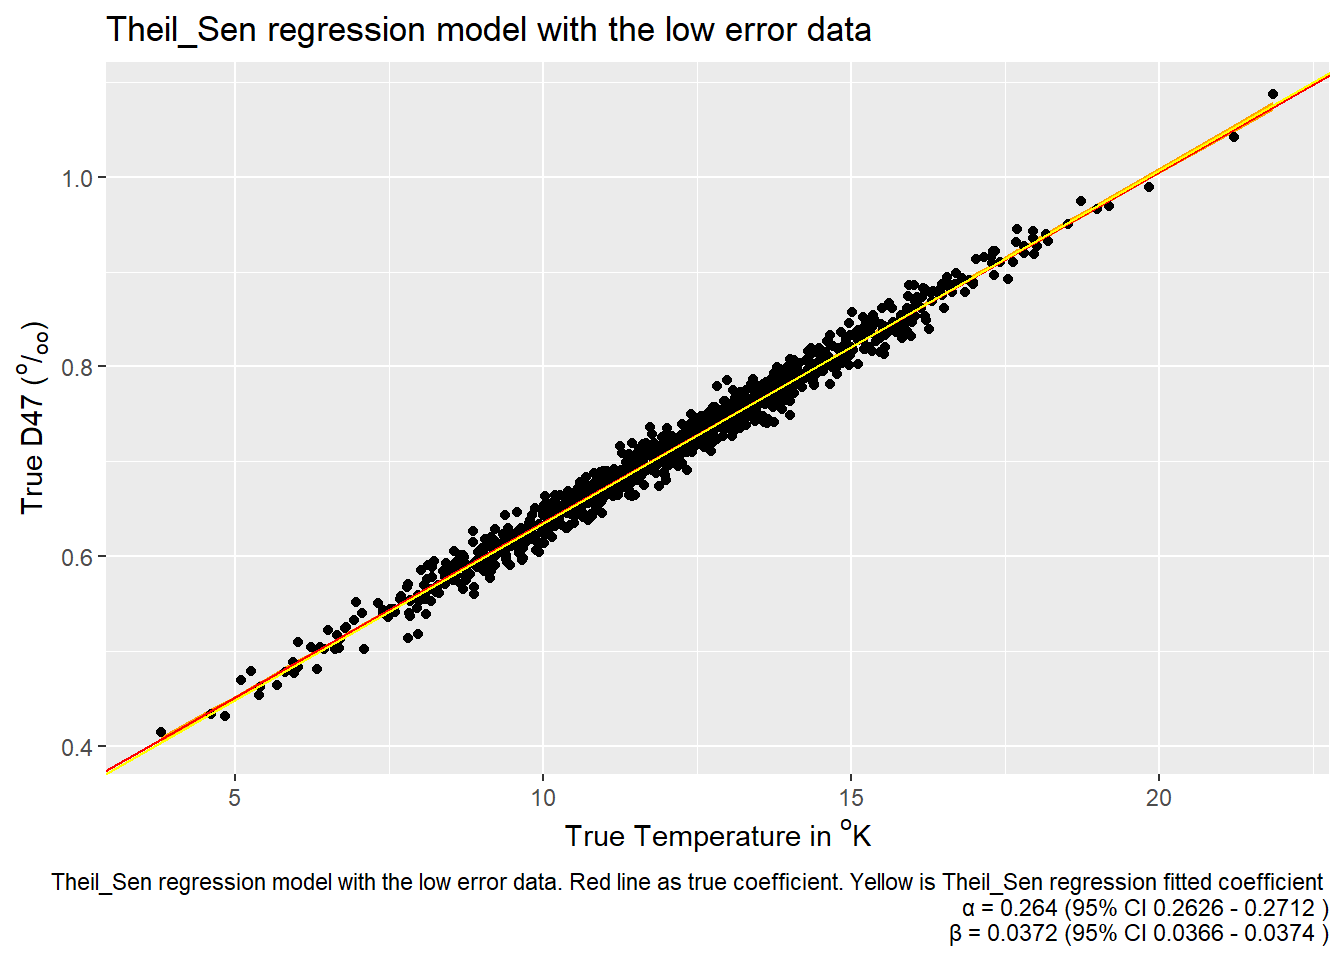 Theil_Sen regression model with the low error data
True D47 (o/oo)
1.0
0.8
0.6
0.4
5 10 15 20
True Temperature in oK
Theil_Sen regression model with the low error data. Red line as true coefficient. Yellow is Theil_Sen regression fitted coefficient
α = 0.264 (95% CI 0.2626 - 0.2712 )
β = 0.0372 (95% CI 0.0366 - 0.0374 )